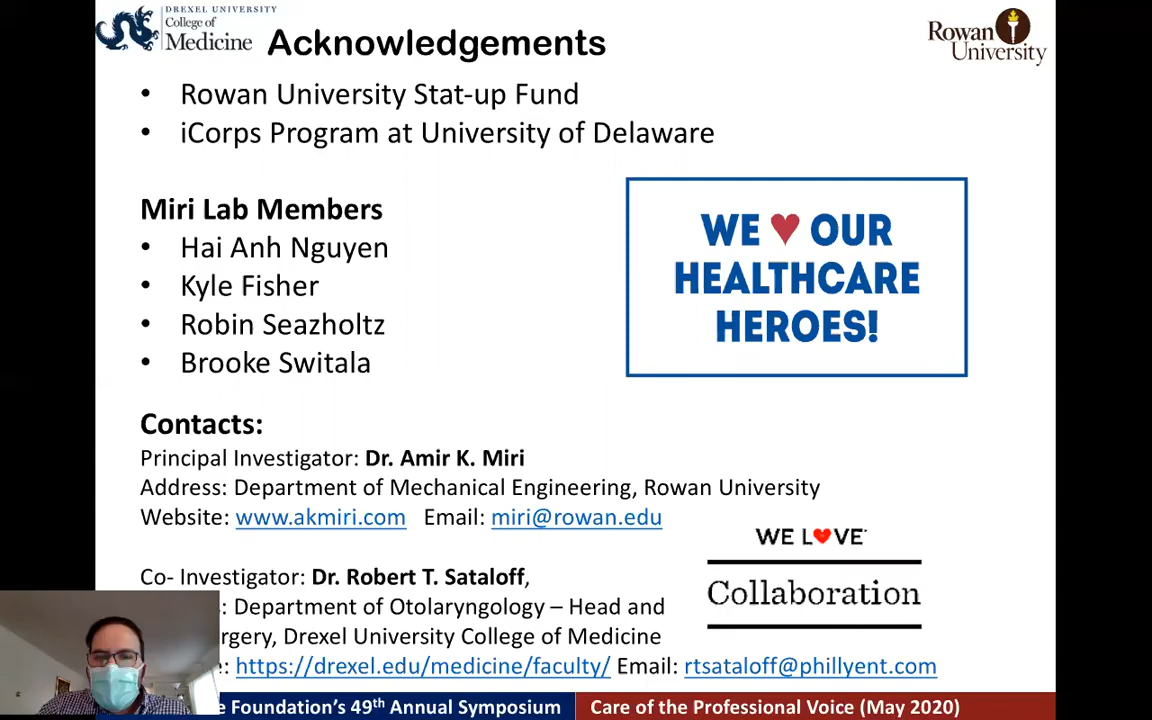 DREXEL UNIVERSITY
College of
Medicine
Acknowledgements
Rowan
University
• Rowan University Stat-up Fund
• iCorps Program at University of Delaware
Miri Lab Members
• Hai Anh Nguyen
• Kyle Fisher
• Robin Seazholtz
• Brooke Switala
WE ♥ OUR
HEALTHCARE
HEROES!
Contacts:
Principal Investigator: Dr. Amir K. Miri
Address: Department of Mechanical Engineering, Rowan University
Website: www.akmiri.com Email: miri@rowan.edu
WE L♥VE
Collaboration
Co- Investigator: Dr. Robert T. Sataloff,
: Department of Otolaryngology – Head and
rgery, Drexel University College of Medicine
: https://drexel.edu/medicine/faculty/ Email: rtsataloff@phillyent.com
e Foundation's 49th Annual Symposium
Care of the Professional Voice (May 2020)